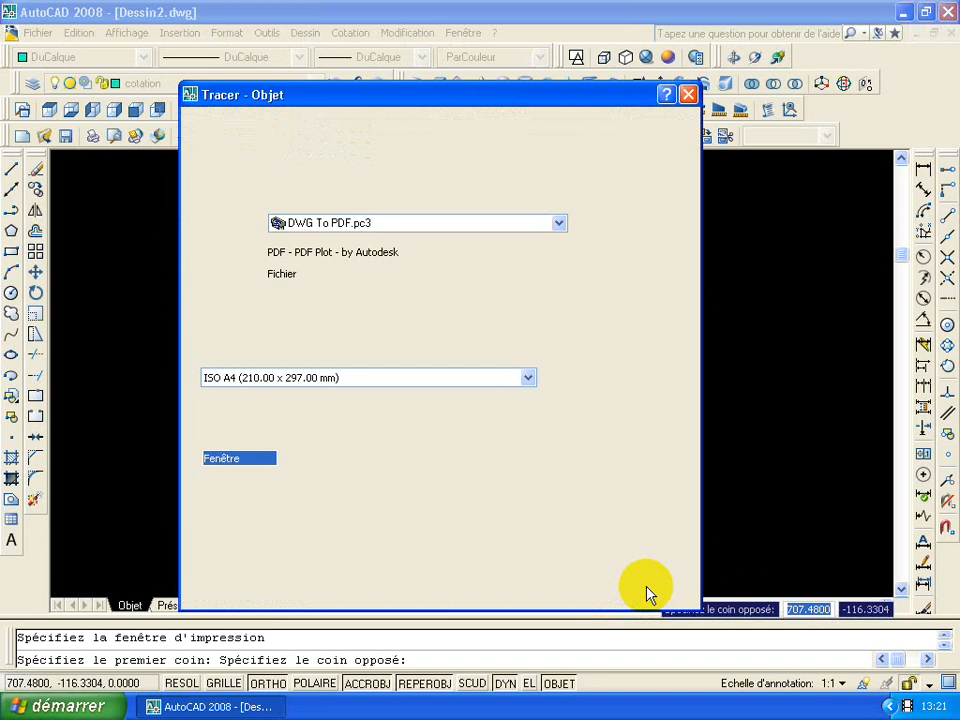 AutoCAD 2008 - [Dessin2.dwg]
Fichier Edition Affichage Insertion Format Outils Dessin Cotation Modification Fenêtre ? Tapez une question pour obtenir de l'aide
DuCalque DuCalque DuCalque ParCouleur
cotation
Tracer - Objet
DWG To PDF.pc3
PDF - PDF Plot - by Autodesk
Fichier
ISO A4 (210.00 x 297.00 mm)
Fenêtre
Objet Prés
Spécifiez le coin opposé: 707.4800 -116.3304
Spécifiez la fenêtre d'impression
Spécifiez le premier coin: Spécifiez le coin opposé:
707.4800, -116.3304, 0.0000 RESOL GRILLE ORTHO POLAIRE ACCROBJ REPEROBJ SCUD DYN EL OBJET Echelle d'annotation: 1:1
démarrer AutoCAD 2008 - [Des... 13:21